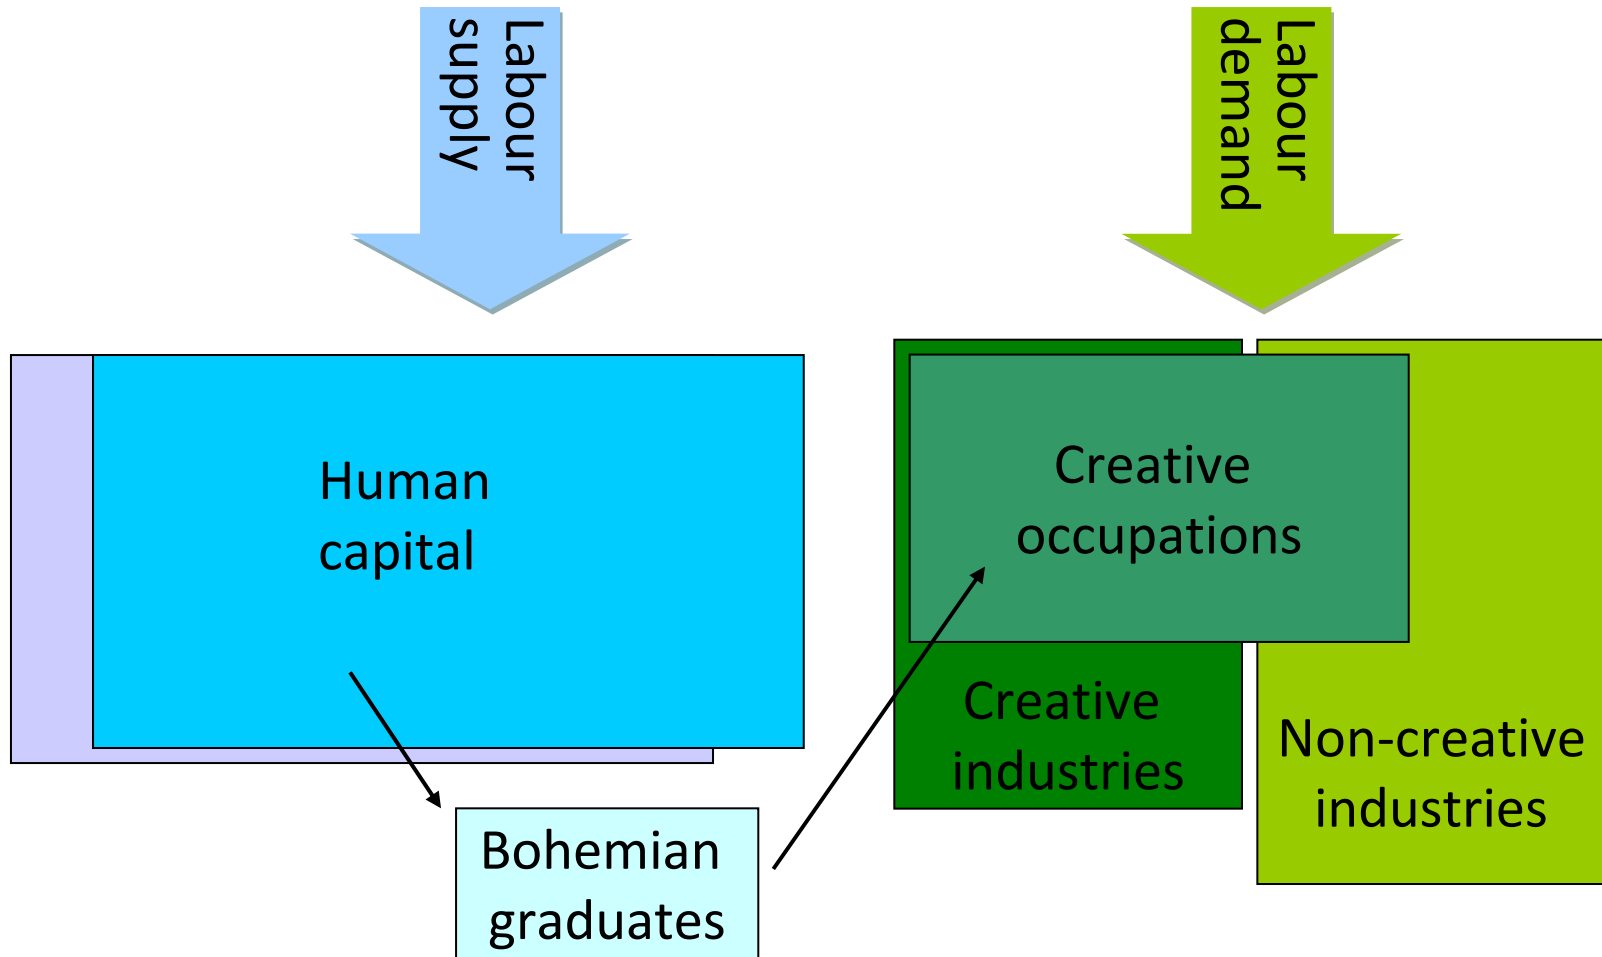 Labour
supply
Labour
demand
Human
capital
Creative
occupations
Creative
industries
Non-creative
industries
Bohemian
graduates